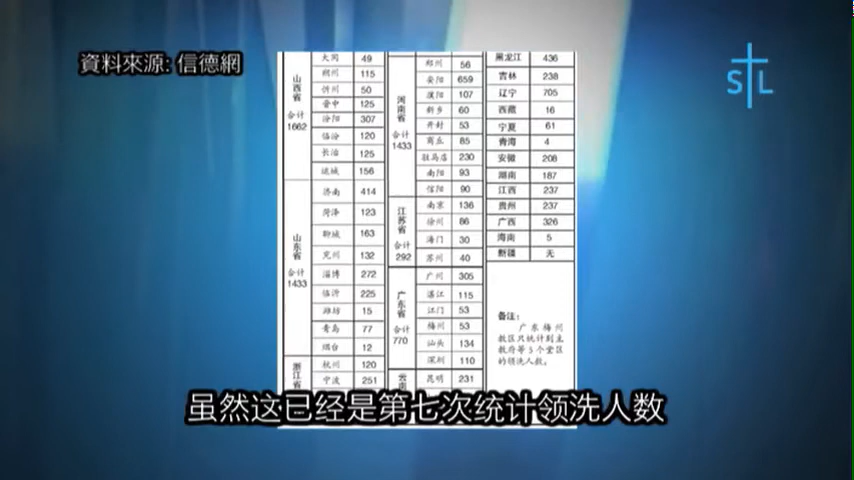 資料來源: 信德網
SL
山西省
合计
1662
大同 49
朔州 115
忻州 50
晋中 125
汾阳 307
临汾 120
长治 125
运城 156
山东省
合计
1433
济南 414
菏泽 123
聊城 163
兖州 132
淄博 272
临沂 225
潍坊 15
青岛 77
烟台 12
浙江省
杭州 120
宁波 251
河南省
合计
1433
郑州 56
安阳 659
濮阳 107
新乡 60
开封 53
商丘 85
驻马店 230
南阳 93
信阳 90
江苏省
合计
292
南京 136
徐州 86
海门 30
苏州 40
广东省
合计
770
广州 305
湛江 115
江门 53
梅州 53
汕头 134
深圳 110
云南
昆明 231
黑龙江 436
吉林 238
辽宁 705
西藏 16
宁夏 61
青海 4
安徽 208
湖南 187
江西 237
贵州 237
广西 326
海南 5
新疆 无
备注:
广东梅州
教区只统计到主
教府等3个堂区
的领洗人数。
虽然这已经是第七次统计领洗人数